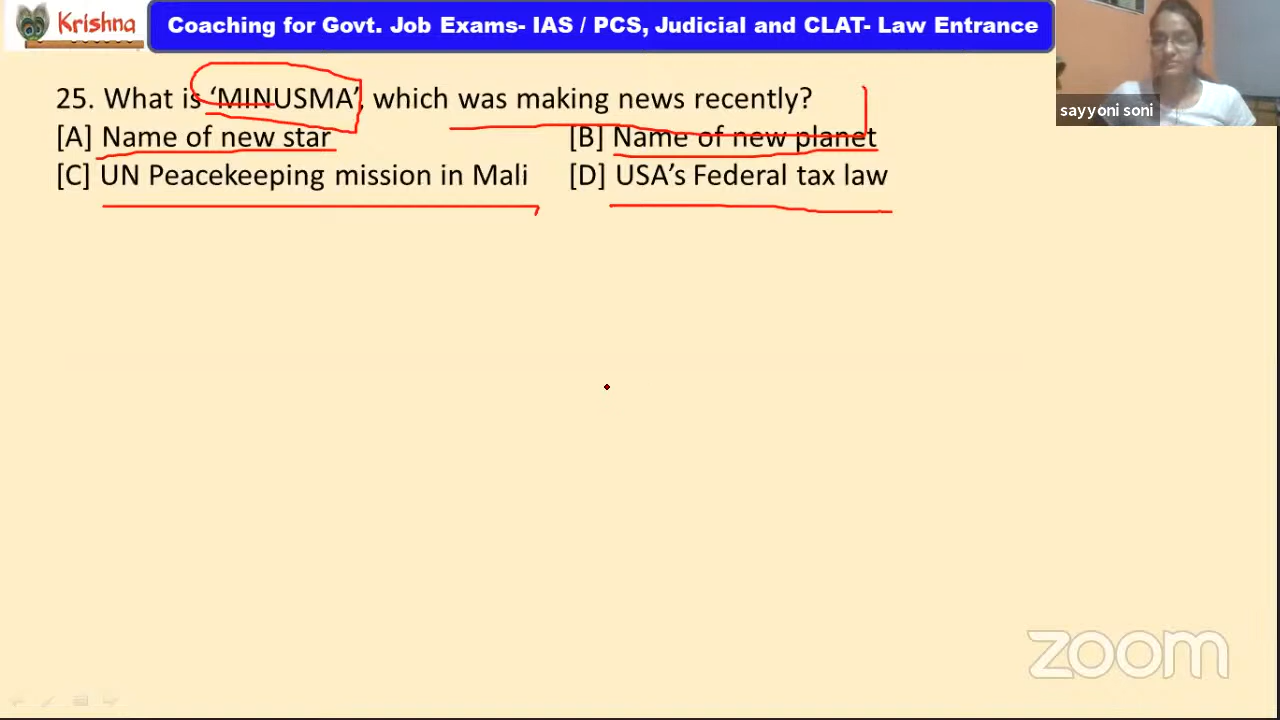 Krishna
Coaching for Govt. Job Exams- IAS / PCS, Judicial and CLAT- Law Entrance
sayyoni soni
25. What is ‘MINUSMA’, which was making news recently?
[A] Name of new star [B] Name of new planet
[C] UN Peacekeeping mission in Mali [D] USA’s Federal tax law
zoom